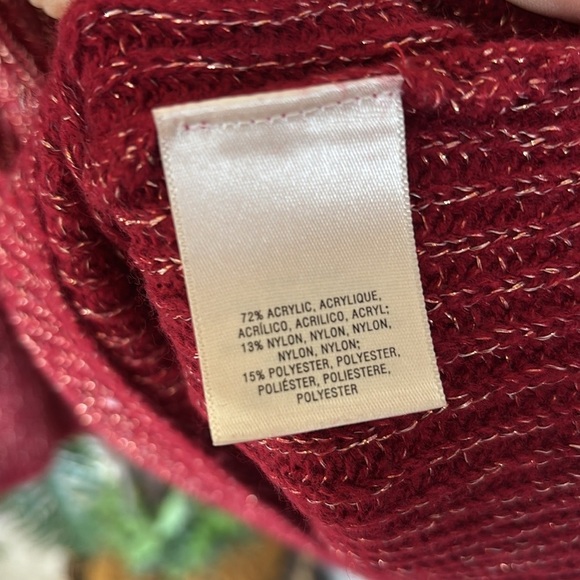 72% ACRYLIC, ACRYLIQUE,
ACRÍLICO, ACRILICO, ACRYL;
13% NYLON, NYLON, NYLON,
NYLON, NYLON;
15% POLYESTER, POLYESTER,
POLIÉSTER, POLIESTERE,
POLYESTER